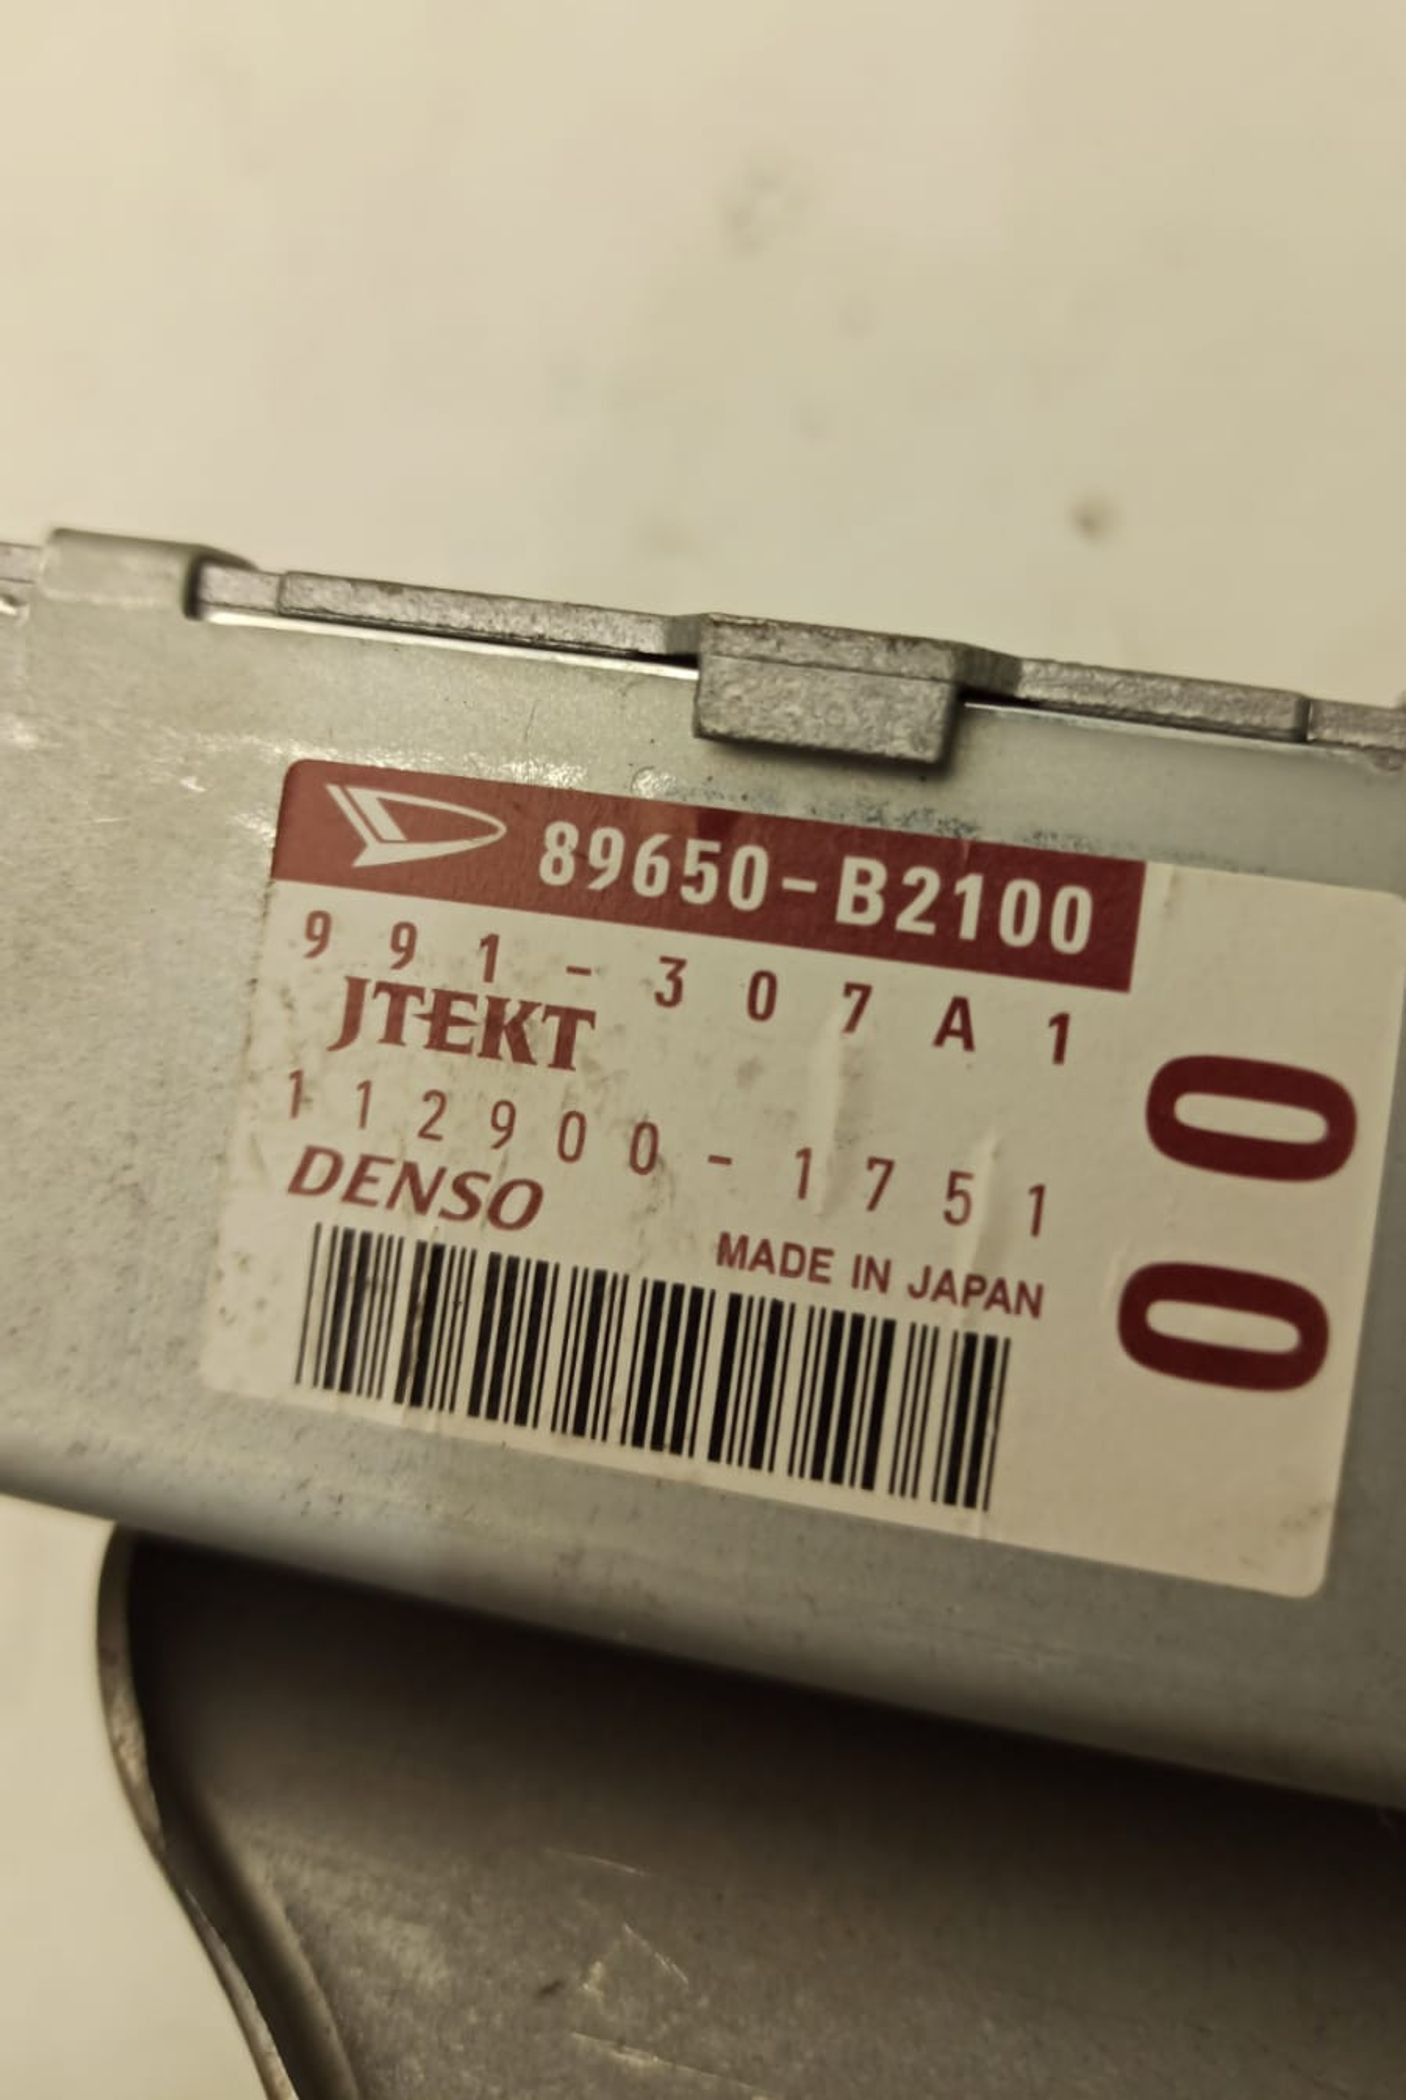 89650-B2100
991-307A1
JTEKT
112900-1751
DENSO
MADE IN JAPAN
00